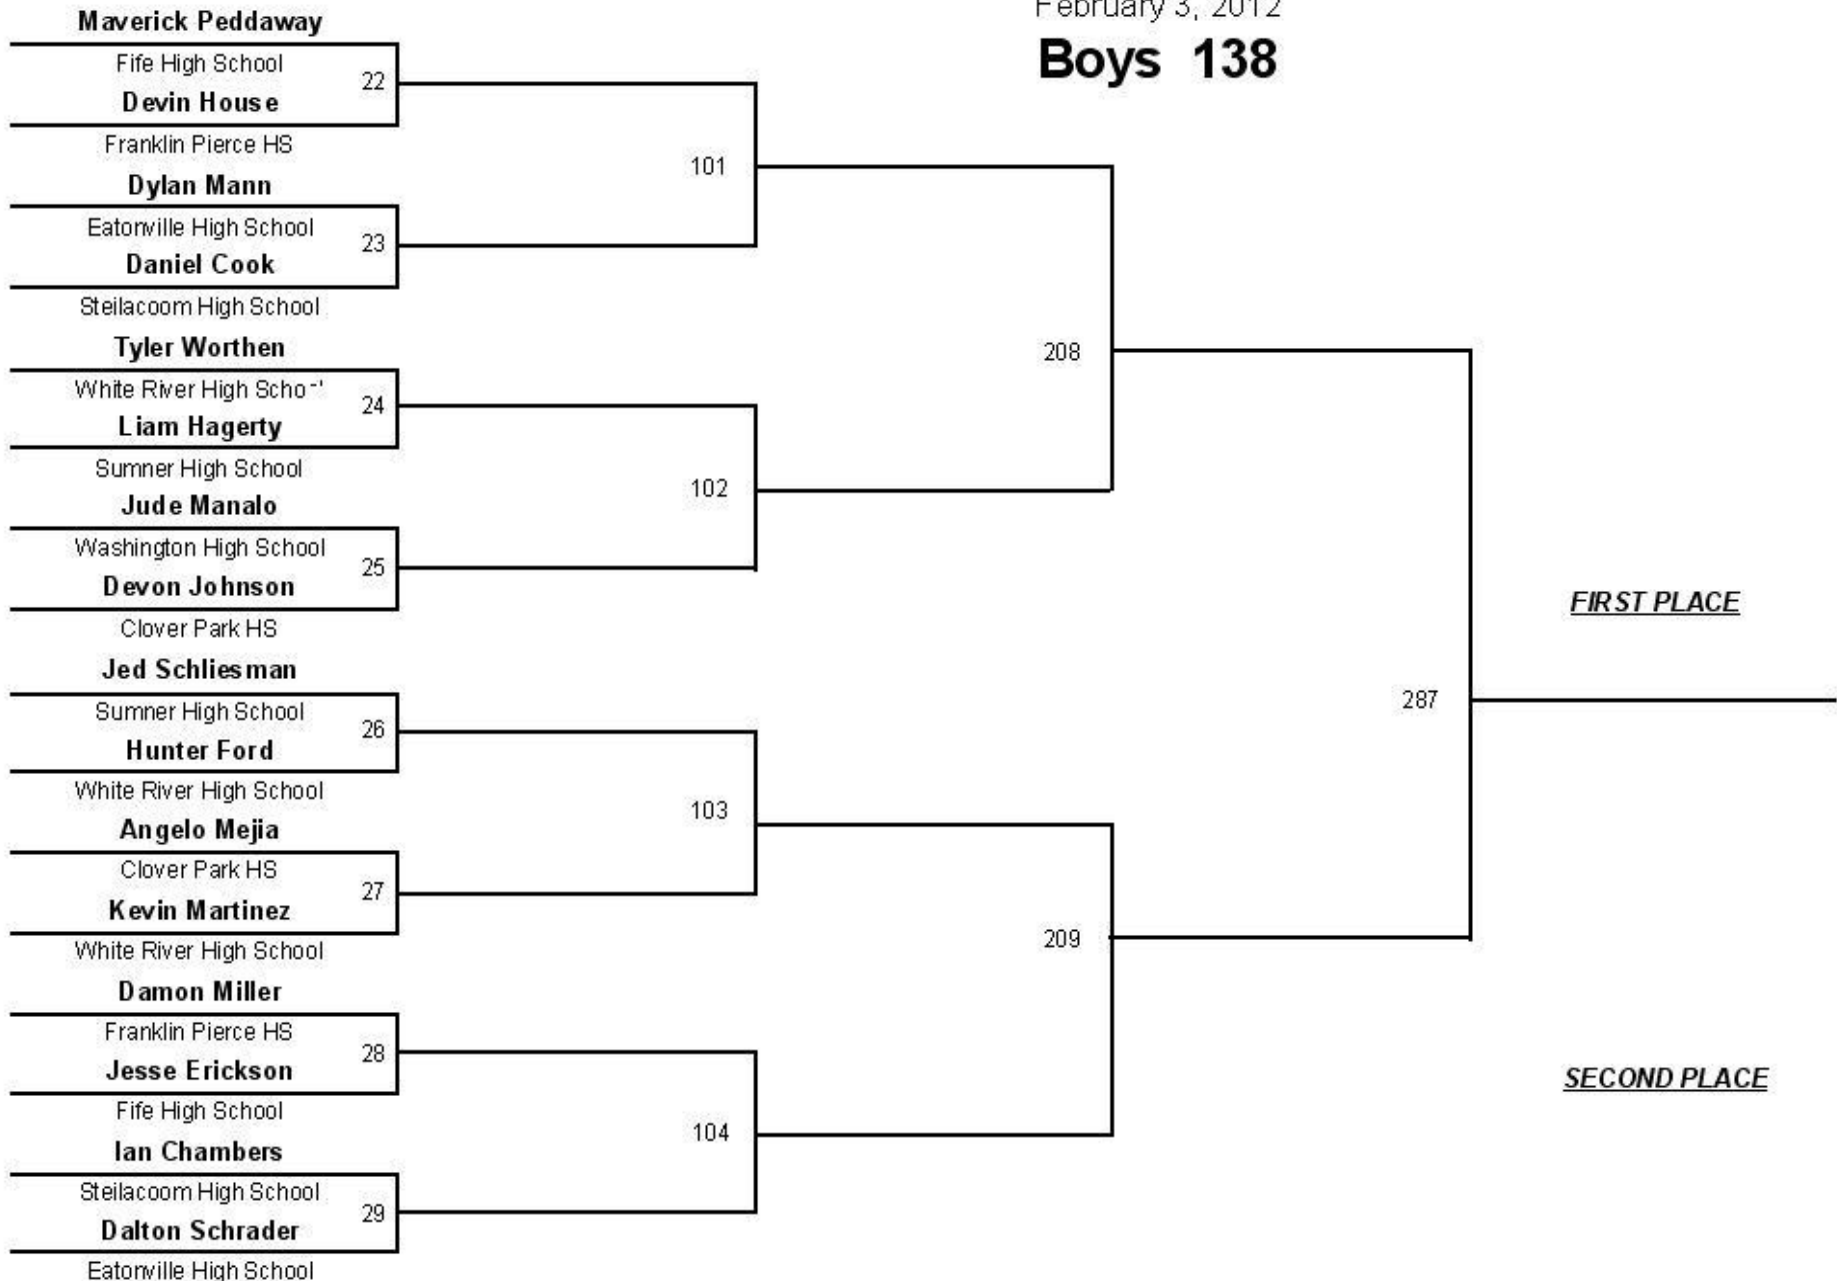 February 3, 2012
Boys 138
Maverick Peddaway
Fife High School
22
Devin House
Franklin Pierce HS
101
Dylan Mann
Eatonville High School
23
Daniel Cook
Steilacoom High School
208
Tyler Worthen
White River High
24
Liam Hagerty
Sumner High School
102
Jude Manalo
Washington High School
25
Devon Johnson
Clover Park HS
FIRST PLACE
287
Jed Schliesman
Sumner High School
26
Hunter Ford
White River High School
103
Angelo Mejia
Clover Park HS
27
Kevin Martinez
White River High School
209
Damon Miller
Franklin Pierce HS
28
Jesse Erickson
Fife High School
SECOND PLACE
104
Ian Chambers
Steilacoom High School
29
Dalton Schrader
Eatonville High School